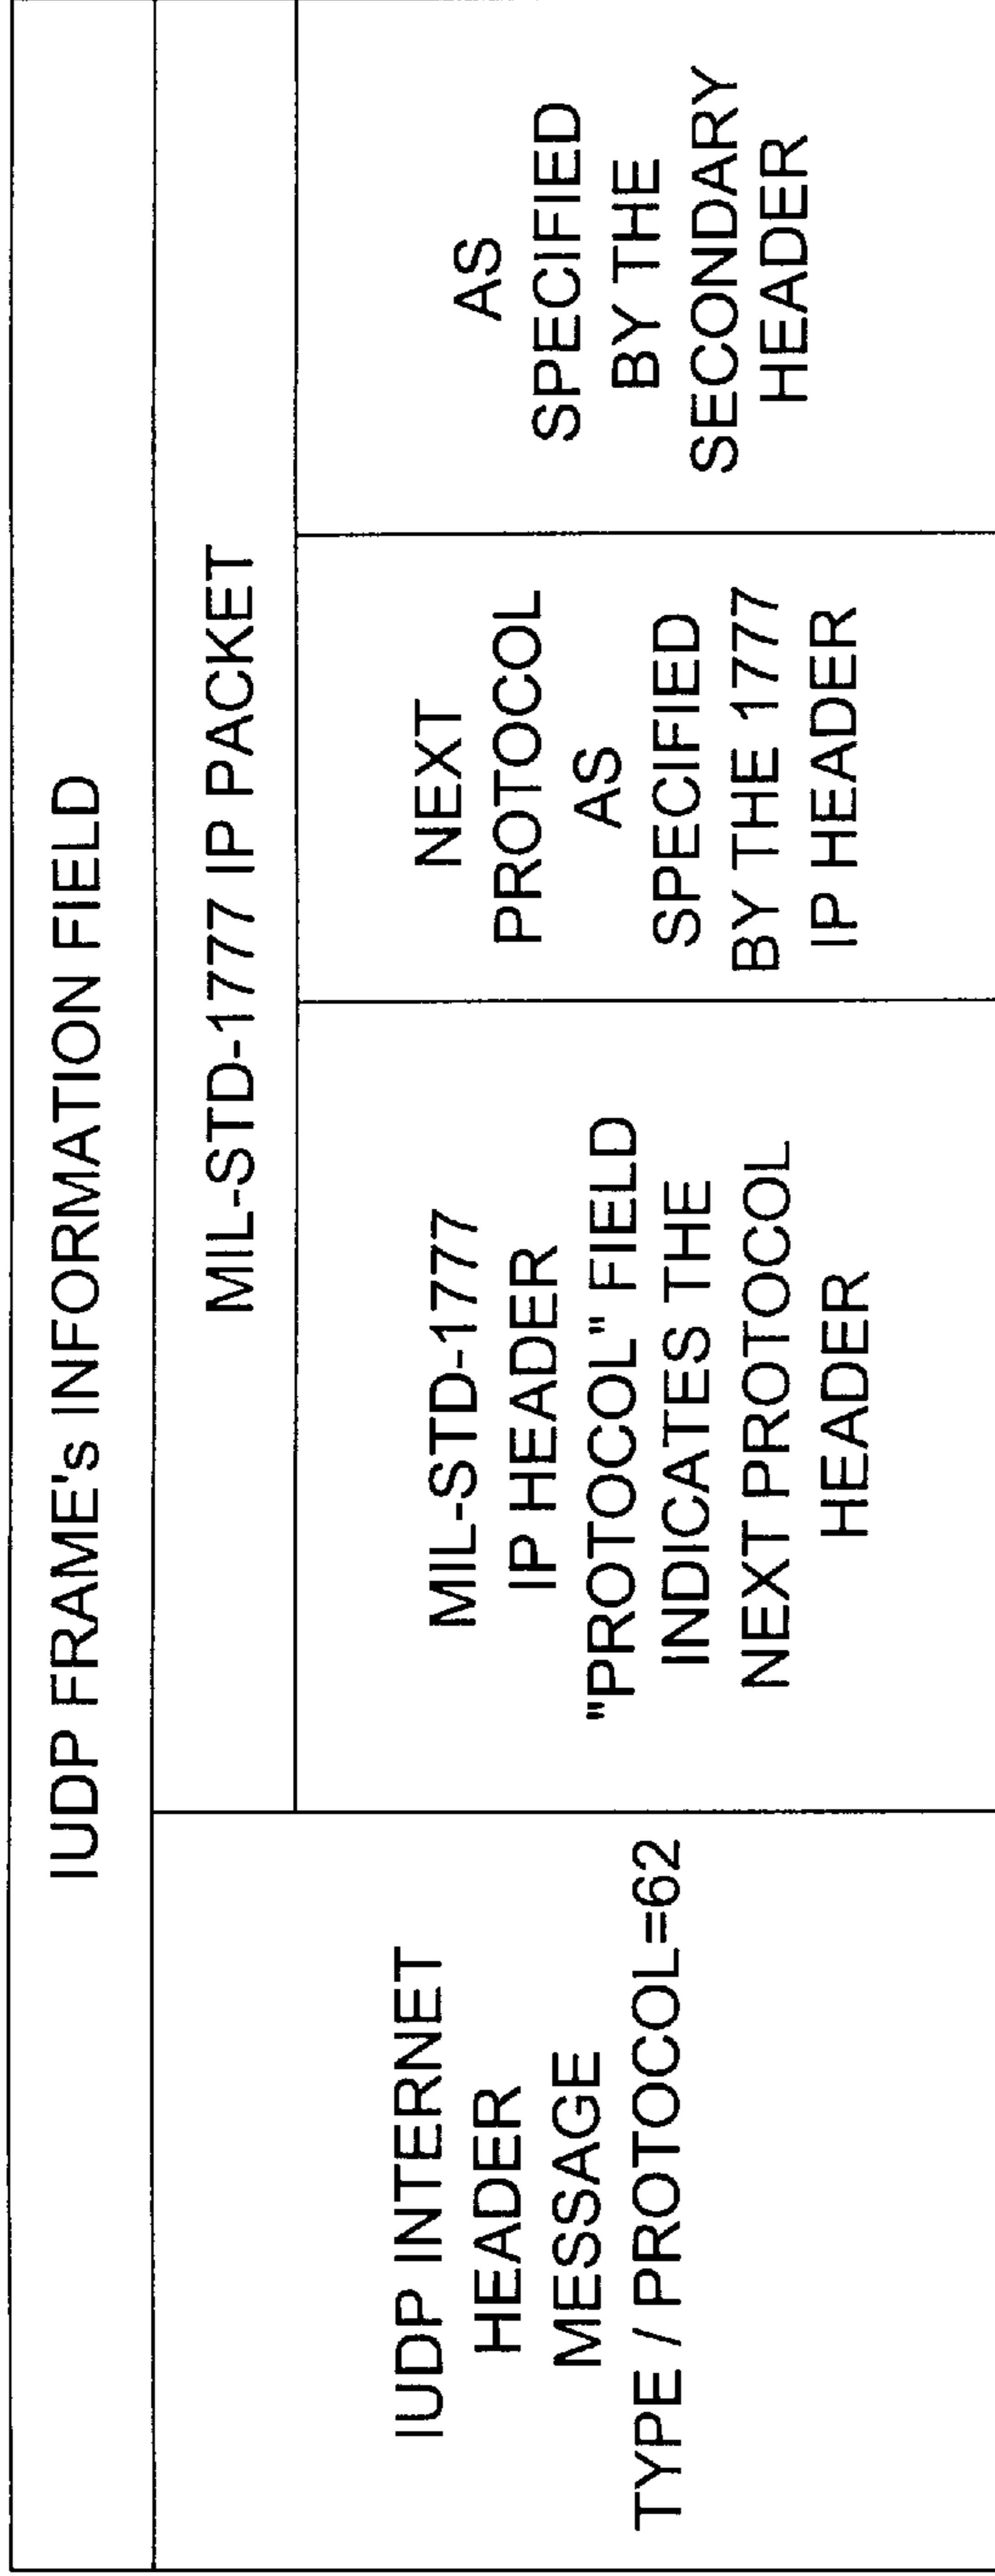 IUDP FRAME's INFORMATION FIELD
MIL-STD-1777 IP PACKET
IUDP INTERNET
HEADER
MESSAGE
TYPE / PROTOCOL=62
MIL-STD-1777
IP HEADER
"PROTOCOL" FIELD
INDICATES THE
NEXT PROTOCOL
HEADER
NEXT
PROTOCOL
AS
SPECIFIED
BY THE 1777
IP HEADER
AS
SPECIFIED
BY THE
SECONDARY
HEADER